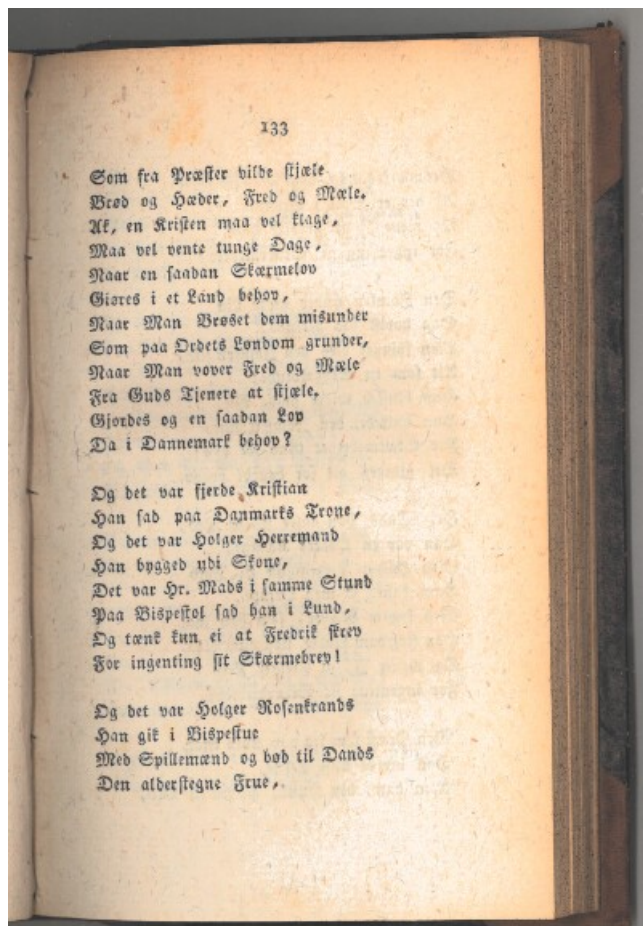 133
Som fra Præster vilde stjæle
Brød og Hæder, Fred og Mæle.
Ak, en Kristen maa vel klage,
Maa vel vente tunge Dage,
Naar en saadan Skærmelov
Giøres i et Land behov,
Naar Man Brøset dem misunder
Som paa Ordets Løndom grunder,
Naar Man vover Fred og Mæle
Fra Guds Tjenere at stjæle.
Gjordes og en saadan Lov
Da i Dannemark behov?
Og det var fjerde Kristian
Han sad paa Danmarks Trone,
Og det var Holger Herremand
Han bygged udi Skone,
Det var Hr. Mads i samme Stund
Paa Bispestol sad han i Lund,
Og tænk kun ei at Fredrik skrev
For ingenting sit Skærmebrev!
Og det var Holger Rosenkrands
Han gik i Bispestue
Med Spillemænd og bød til Dands
Den alderstegne Frue,